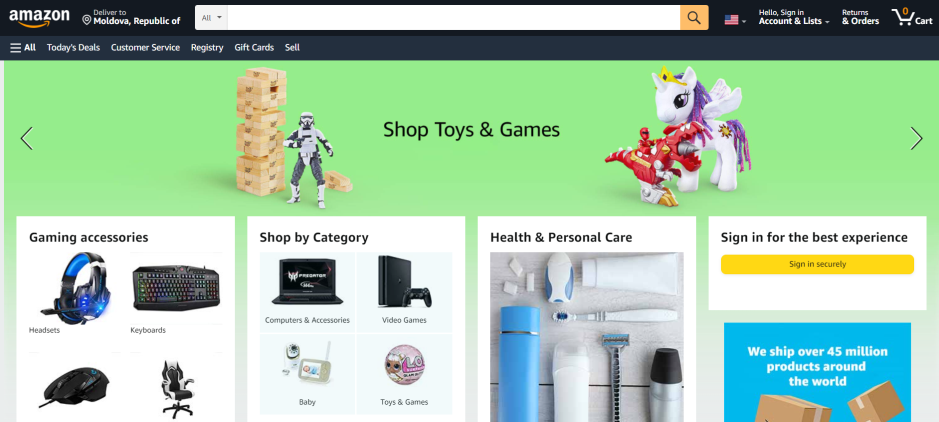 amazon
Deliver to
Moldova, Republic of
All
Hello, Sign in
Account & Lists
Returns
& Orders
0
Cart
All
Today's Deals
Customer Service
Registry
Gift Cards
Sell
Shop Toys & Games
Gaming accessories
Shop by Category
Health & Personal Care
Sign in for the best experience
Sign in securely
PREDATOR
Computers & Accessories
Video Games
Headsets
Keyboards
Baby
Toys & Games
We ship over 45 million
products around
the world